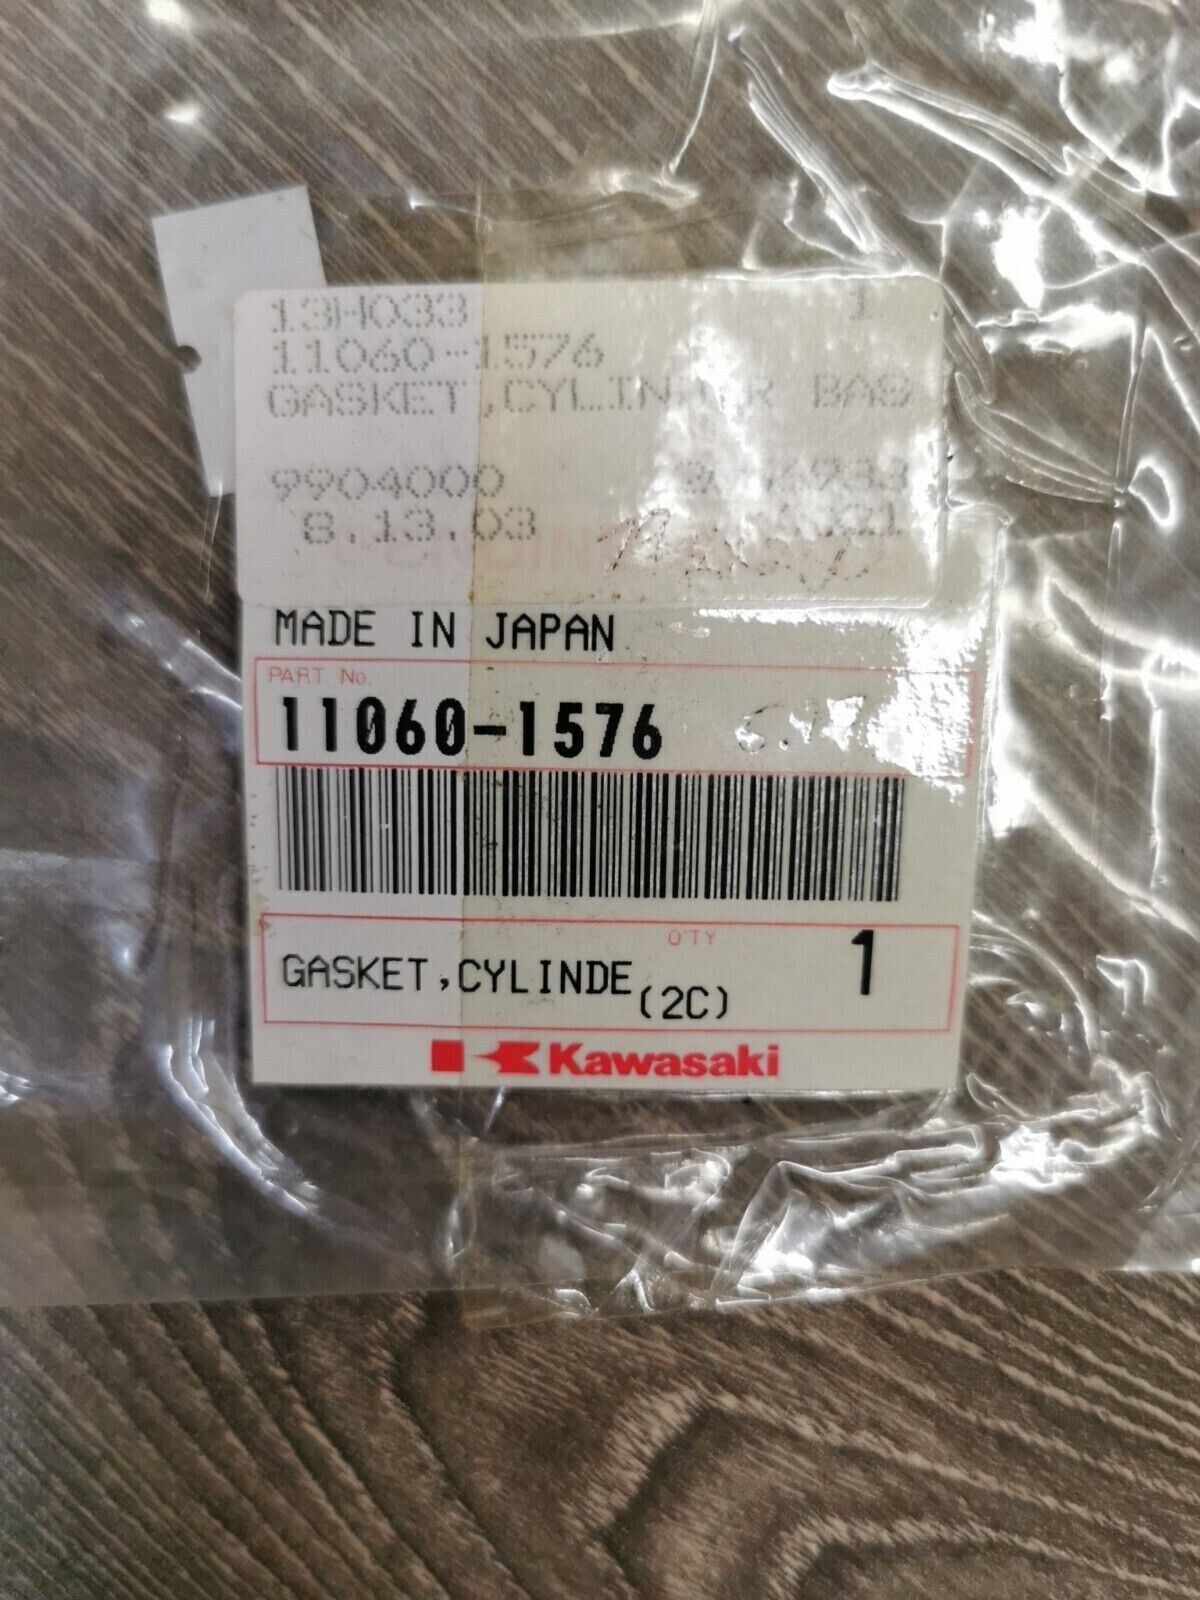 13H033 1
11060-1576
GASKET,CYLINDER BAS
9904000
8.13.03
MADE IN JAPAN
PART No.
11060-1576
Q'TY
GASKET,CYLINDE (2C) 1
Kawasaki